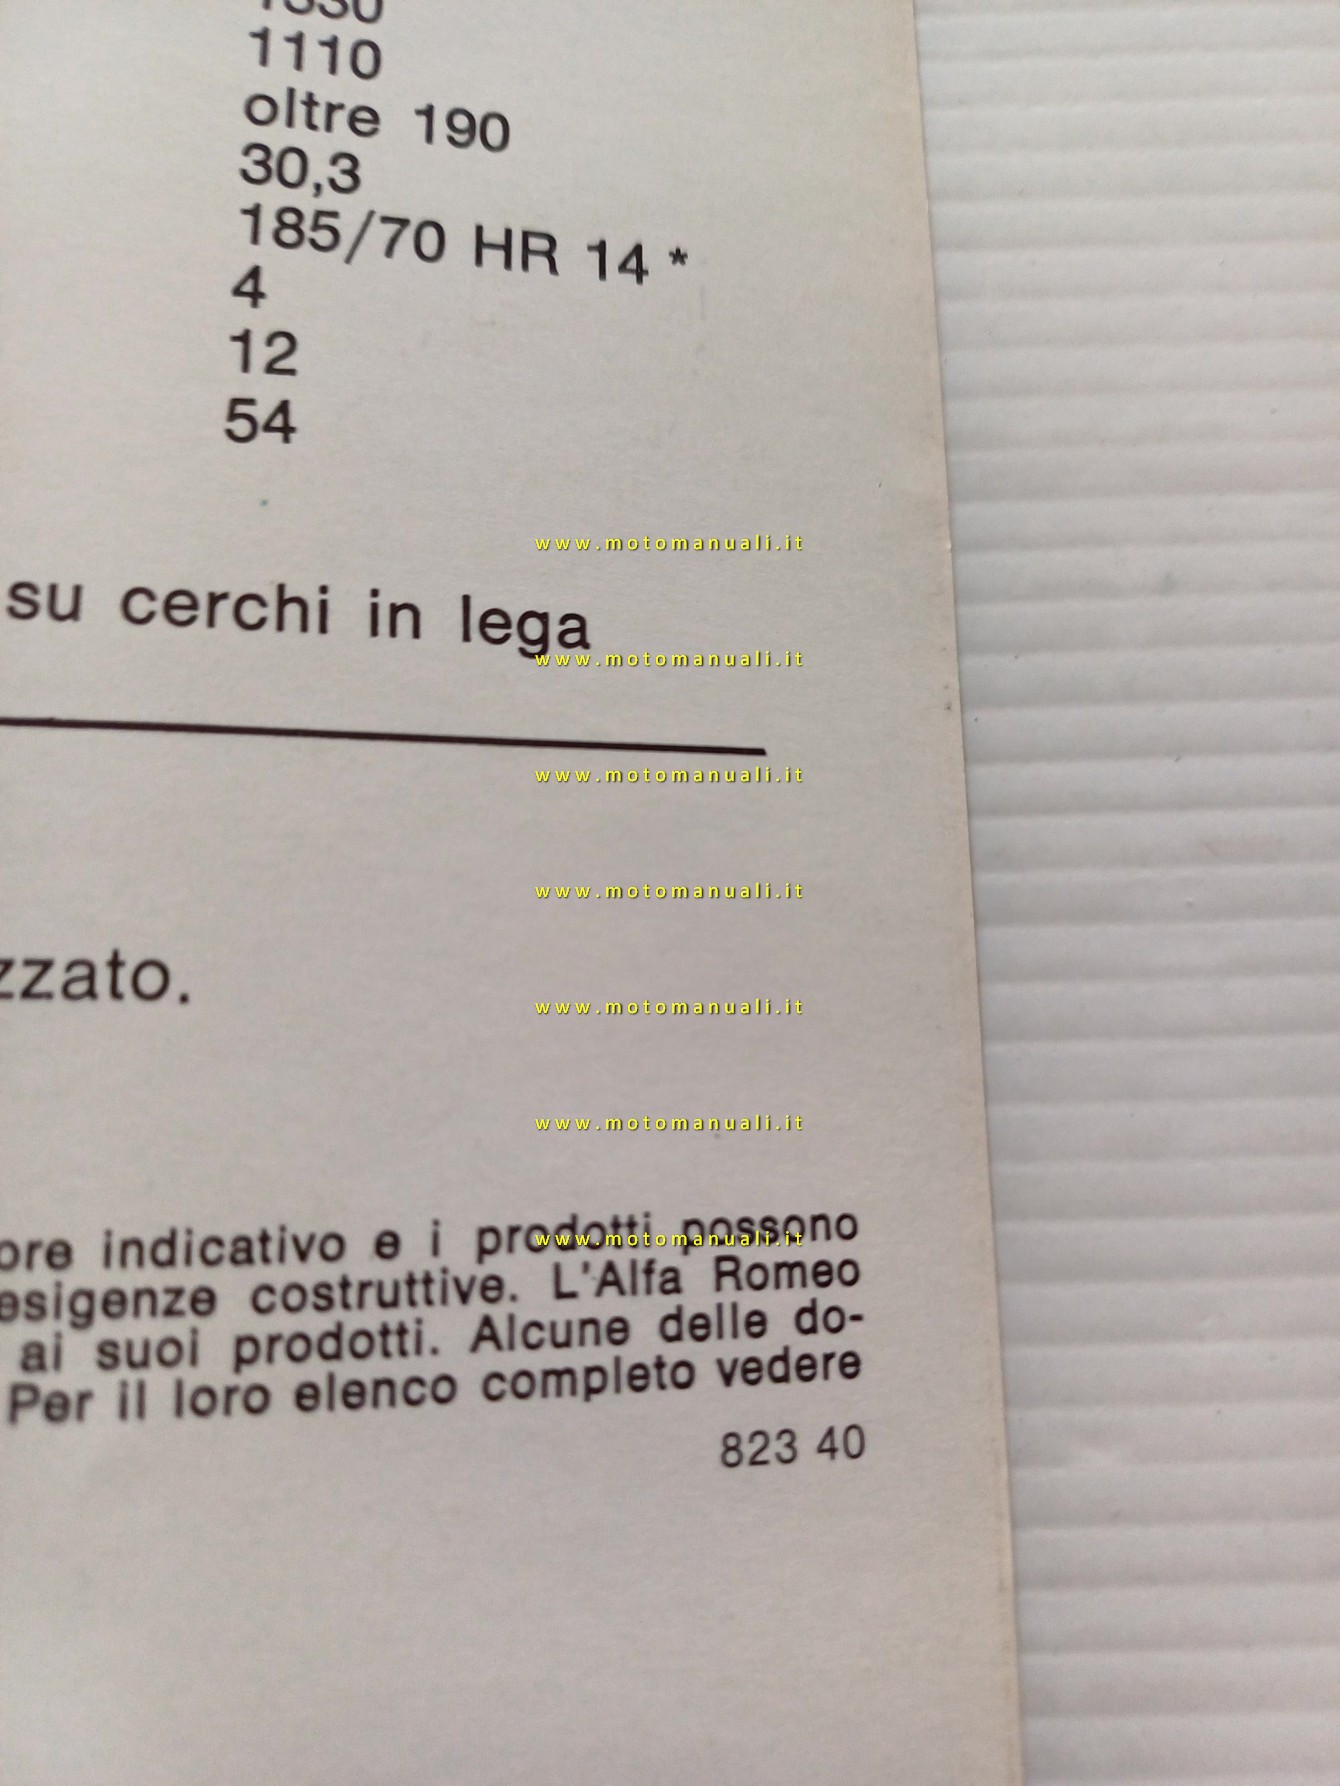 1110
oltre 190
30,3
185/70 HR 14 *
4
12
54
www.motomanuali.it
su cerchi in lega
www.motomanuali.it
www.motomanuali.it
www.motomanuali.it
zzato.
www.motomanuali.it
www.motomanuali.it
ore indicativo e i prodotti possono
www.motomanuali.it
esigenze costruttive. L'Alfa Romeo
ai suoi prodotti. Alcune delle do-
Per il loro elenco completo vedere
823 40